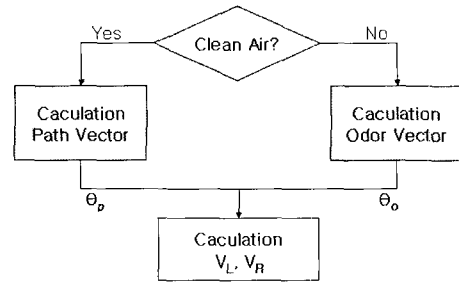 Clean Air?
Yes
No
Caculation
Path Vector
Caculation
Odor Vector
θp
θo
Caculation
VL, VR